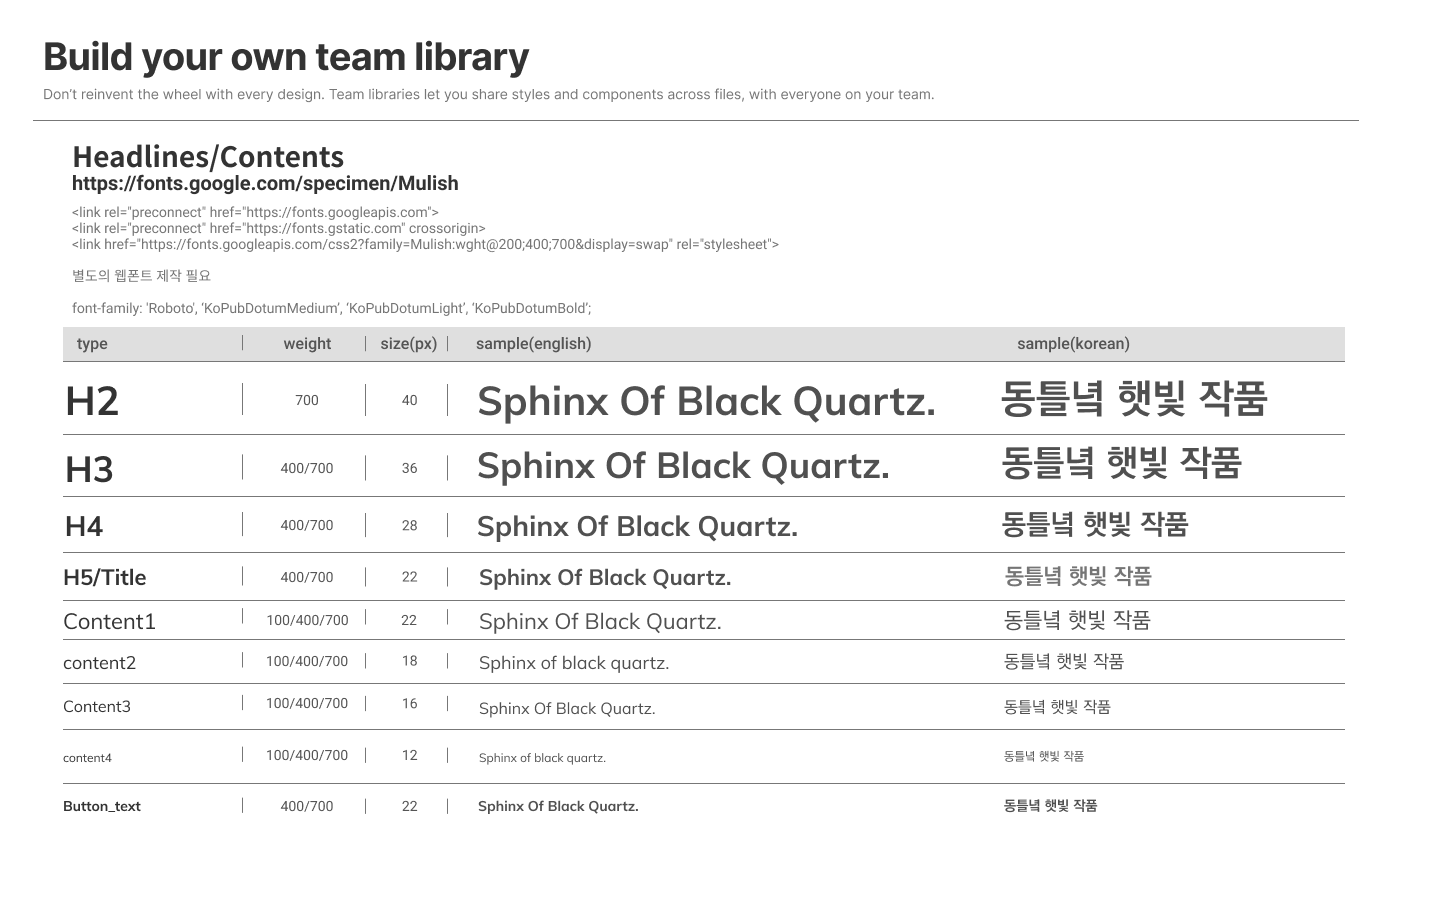 Build your own team library
Don't reinvent the wheel with every design. Team libraries let you share styles and components across files, with everyone on your team.
Headlines/Contents
https://fonts.google.com/specimen/Mulish
<link rel="preconnect" href="https://fonts.googleapis.com">
<link rel="preconnect" href="https://fonts.gstatic.com" crossorigin>
<link href="https://fonts.googleapis.com/css2?family=Mulish:wght@200;400;700&display=swap" rel="stylesheet">
별도의 웹폰트 제작 필요
font-family: 'Roboto', ‘KoPubDotumMedium’, ‘KoPubDotumLight’, ‘KoPubDotumBold’;
type | weight | size(px) | sample(english) sample(korean)
H2 | 700 | 40 | Sphinx Of Black Quartz. 동틀녘 햇빛 작품
H3 | 400/700 | 36 | Sphinx Of Black Quartz. 동틀녘 햇빛 작품
H4 | 400/700 | 28 | Sphinx Of Black Quartz. 동틀녘 햇빛 작품
H5/Title | 400/700 | 22 | Sphinx Of Black Quartz. 동틀녘 햇빛 작품
Content1 | 100/400/700 | 22 | Sphinx Of Black Quartz. 동틀녘 햇빛 작품
content2 | 100/400/700 | 18 | Sphinx of black quartz. 동틀녘 햇빛 작품
Content3 | 100/400/700 | 16 | Sphinx Of Black Quartz. 동틀녘 햇빛 작품
content4 | 100/400/700 | 12 | Sphinx of black quartz. 동틀녘 햇빛 작품
Button_text | 400/700 | 22 | Sphinx Of Black Quartz. 동틀녘 햇빛 작품